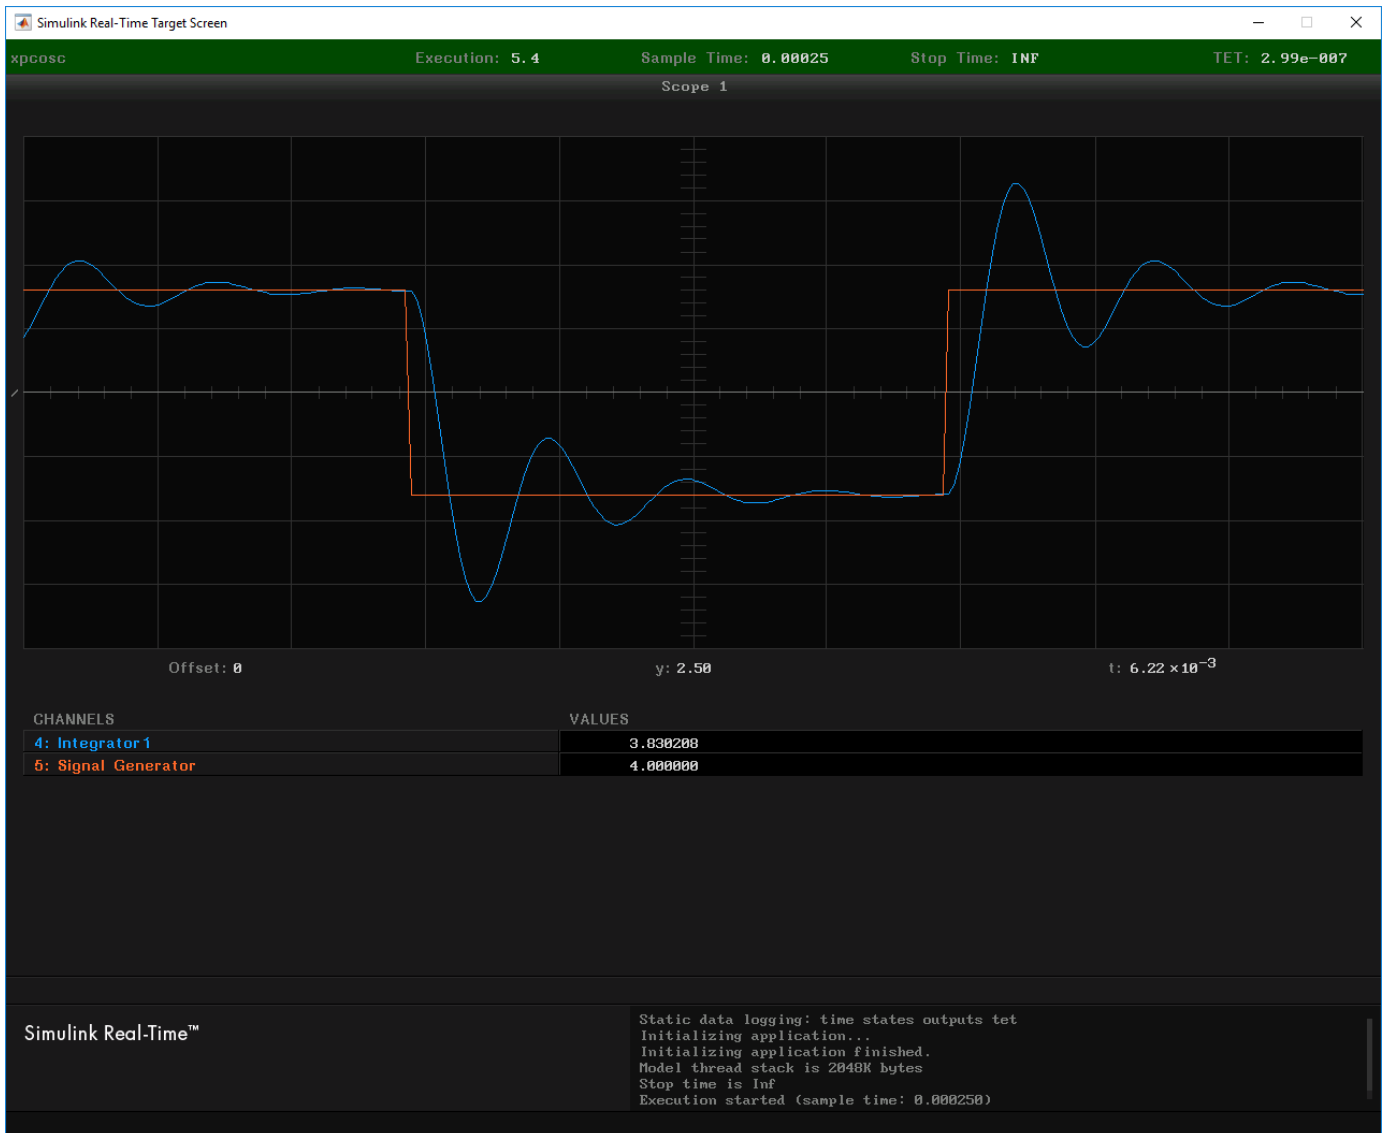 Simulink Real-Time Target Screen
xpcosc Execution: 5.4 Sample Time: 0.00025 Stop Time: INF TET: 2.99e-007
Scope 1
Offset: 0 y: 2.50 t: 6.22 ×10⁻³
CHANNELS VALUES
4: Integrator1 3.830208
5: Signal Generator 4.000000
Simulink Real-Time™
Static data logging: time states outputs tet
Initializing application...
Initializing application finished.
Model thread stack is 2048K bytes
Stop time is Inf
Execution started (sample time: 0.000250)